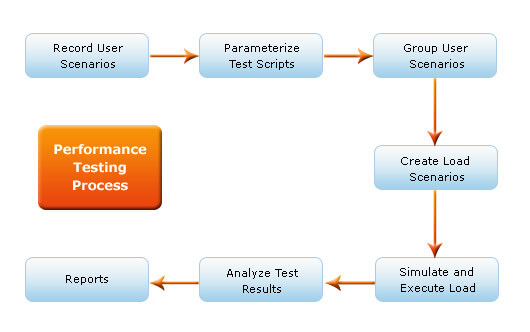 Record User
Scenarios
Parameterize
Test Scripts
Group User
Scenarios
Performance
Testing
Process
Create Load
Scenarios
Reports
Analyze Test
Results
Simulate and
Execute Load